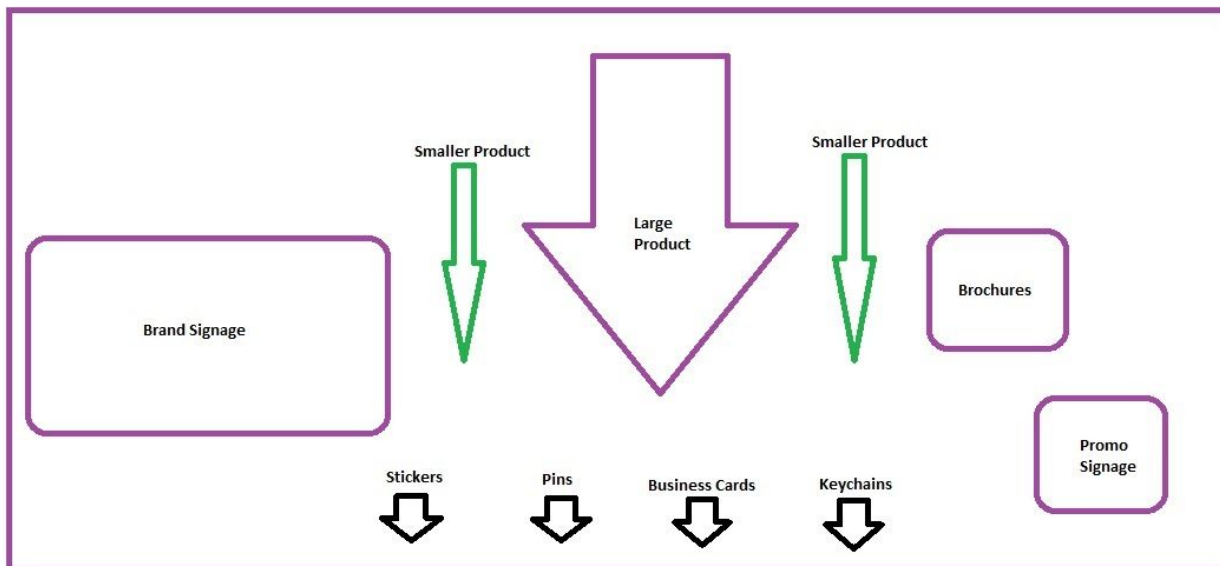 Smaller Product
Smaller Product
Large
Product
Brand Signage
Brochures
Promo
Signage
Stickers
Pins
Business Cards
Keychains